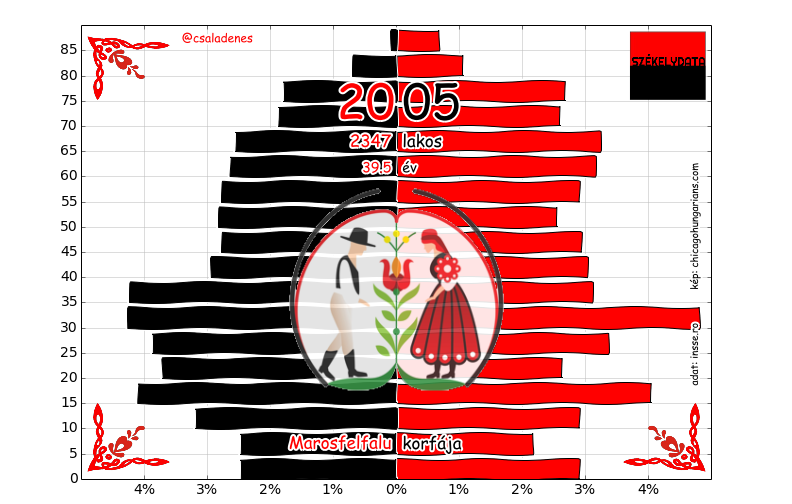 @csaladenes
SZÉKELYDATA
2005
2347 lakos
39.5 év
kép: chicagohungarians.com
adat: insse.ro
Marosfelfalu korfája
85
80
75
70
65
60
55
50
45
40
35
30
25
20
15
10
5
0
4% 3% 2% 1% 0% 1% 2% 3% 4%